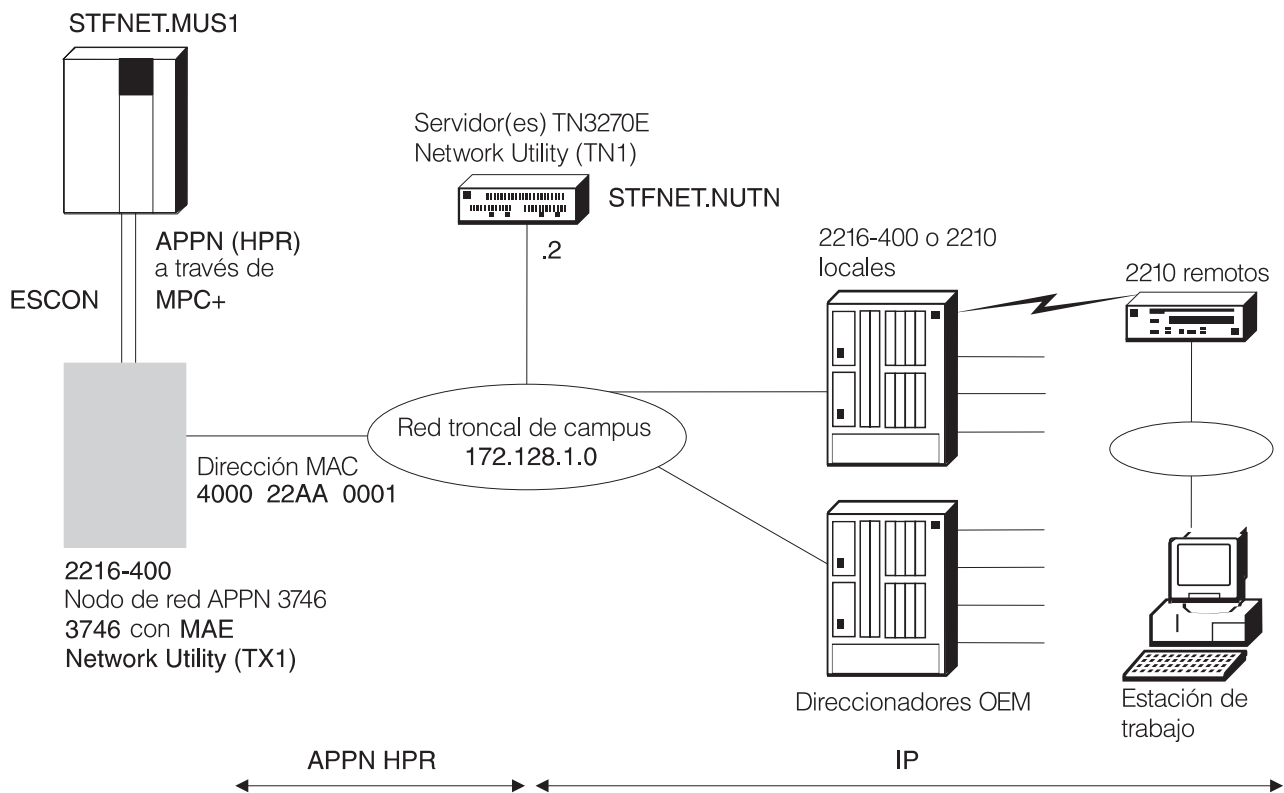 STFNET.MUS1
Servidor(es) TN3270E
Network Utility (TN1)
STFNET.NUTN
.2
APPN (HPR)
a través de
MPC+
ESCON
2216-400 o 2210
locales
2210 remotos
Red troncal de campus
172.128.1.0
Dirección MAC
4000 22AA 0001
2216-400
Nodo de red APPN 3746
3746 con MAE
Network Utility (TX1)
Direccionadores OEM
Estación de
trabajo
APPN HPR
IP